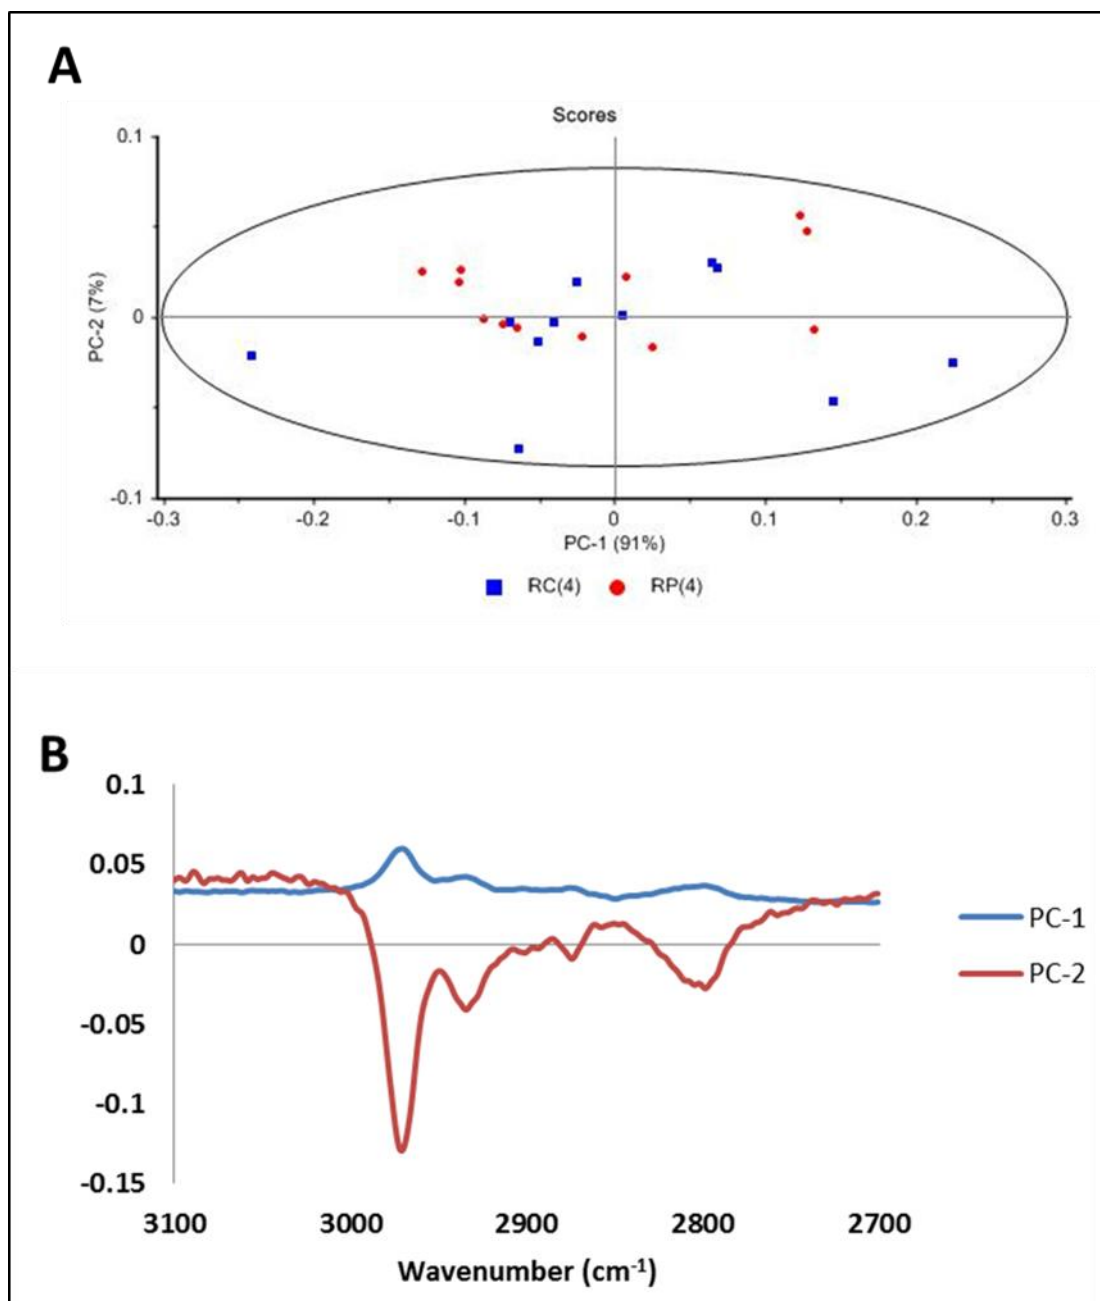 A
Scores
0.1
0
-0.1
PC-2 (7%)
-0.3 -0.2 -0.1 0 0.1 0.2 0.3
PC-1 (91%)
RC(4) RP(4)
B
0.1
0.05
0
-0.05
-0.1
-0.15
3100 3000 2900 2800 2700
Wavenumber (cm⁻¹)
PC-1
PC-2